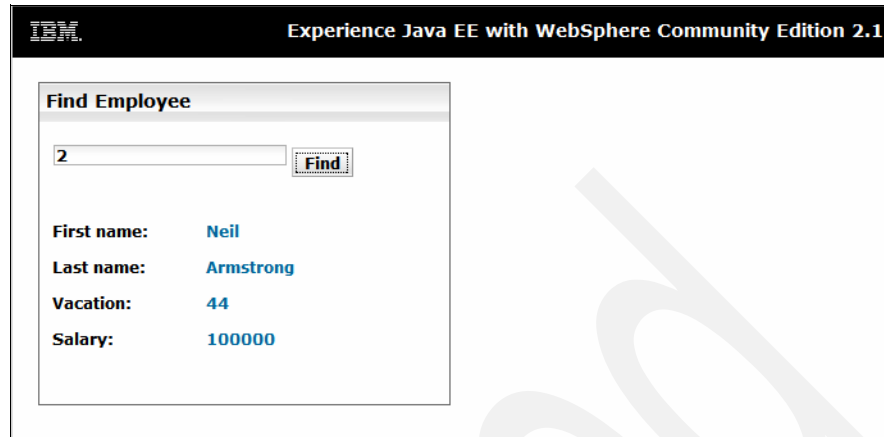 IBM. Experience Java EE with WebSphere Community Edition 2.1
Find Employee
2 Find
First name: Neil
Last name: Armstrong
Vacation: 44
Salary: 100000